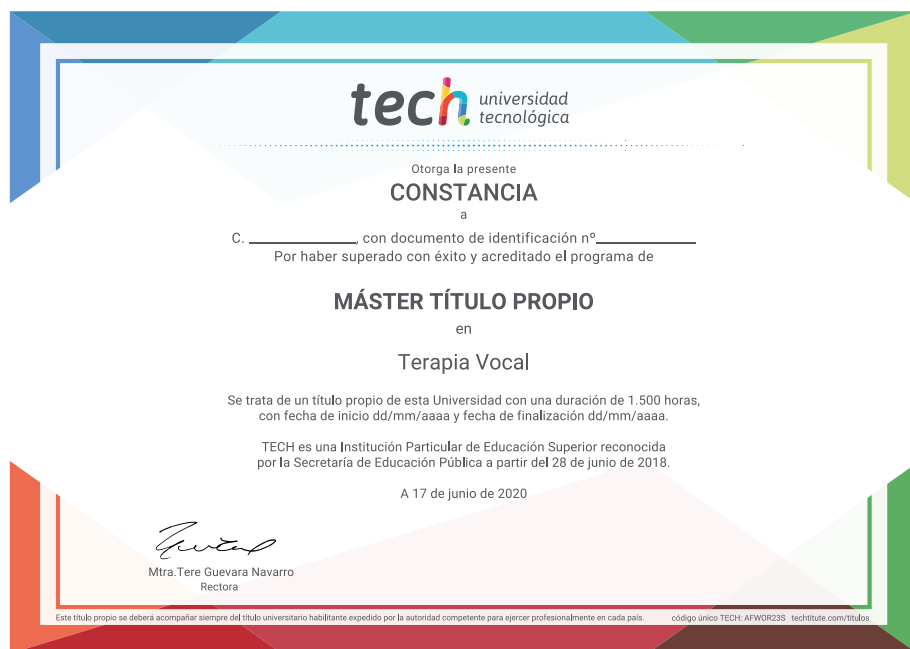 tech universidad
tecnológica
Otorga la presente
CONSTANCIA
a
C. ____________, con documento de identificación nº____________
Por haber superado con éxito y acreditado el programa de
MÁSTER TÍTULO PROPIO
en
Terapia Vocal
Se trata de un título propio de esta Universidad con una duración de 1.500 horas,
con fecha de inicio dd/mm/aaaa y fecha de finalización dd/mm/aaaa.
TECH es una Institución Particular de Educación Superior reconocida
por la Secretaría de Educación Pública a partir del 28 de junio de 2018.
A 17 de junio de 2020
Mtra.Tere Guevara Navarro
Rectora
Este título propio se deberá acompañar siempre del título universitario habilitante expedido por la autoridad competente para ejercer profesionalmente en cada país. código único TECH: AFWOR23S techtitute.com/titulos